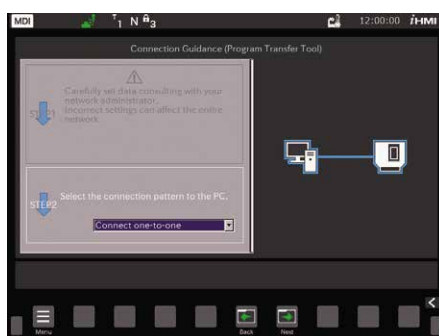 MDI T1 N A3 12:00:00 iHMI
Connection Guidance (Program Transfer Tool)
Carefully set data consulting with your
network administrator.
Incorrect settings can affect the entire
network
STEP1
Select the connection pattern to the PC.
STEP2
Connect one-to-one
Menu Back Next